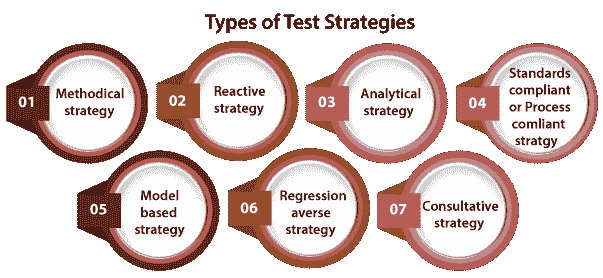 Types of Test Strategies
01
Methodical
strategy
02
Reactive
strategy
03
Analytical
strategy
04
Standards
compliant
or Process
comliant
stratgy
05
Model
based
strategy
06
Regression
averse
strategy
07
Consultative
strategy